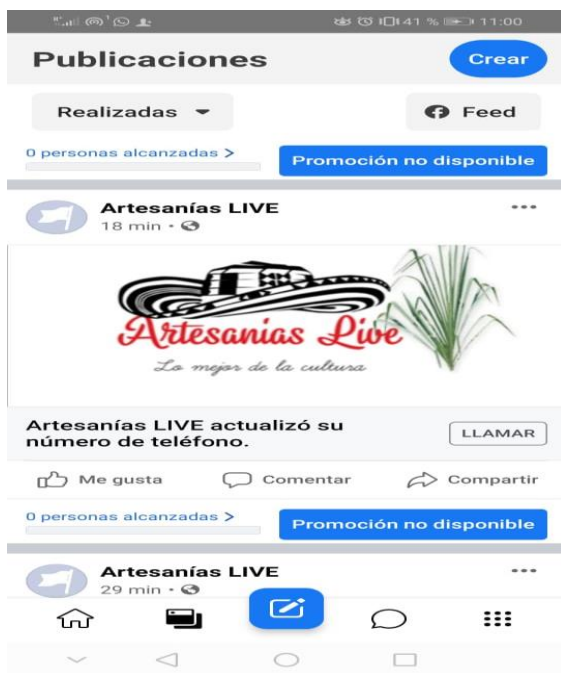 41 % 11:00
Publicaciones
Crear
Realizadas
Feed
0 personas alcanzadas >
Promoción no disponible
Artesanías LIVE
18 min •
Artesanías Live
Lo mejor de la cultura
Artesanías LIVE actualizó su
número de teléfono.
LLAMAR
Me gusta
Comentar
Compartir
0 personas alcanzadas >
Promoción no disponible
Artesanías LIVE
29 min •